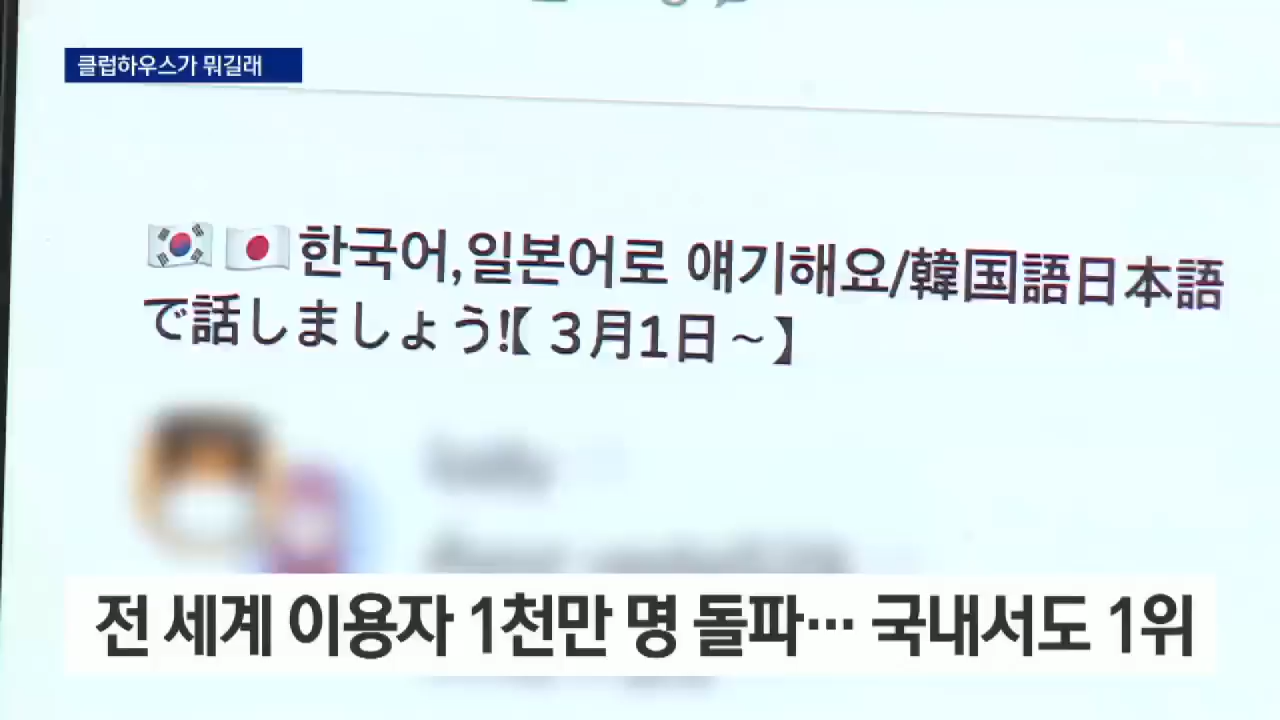 클럽하우스가 뭐길래
🇰🇷 🇯🇵 한국어,일본어로 얘기해요/韓国語日本語
で話しましょう!【 3月1日~】
전 세계 이용자 1천만 명 돌파… 국내서도 1위